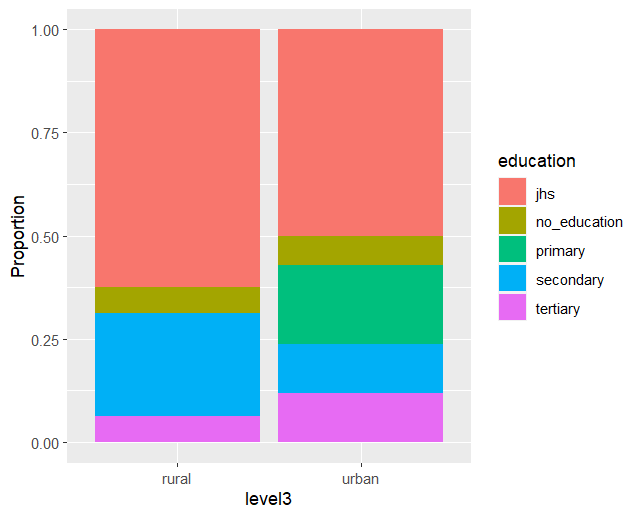 1.00
0.75
0.50
0.25
0.00
Proportion
rural urban
level3
education
jhs
no_education
primary
secondary
tertiary